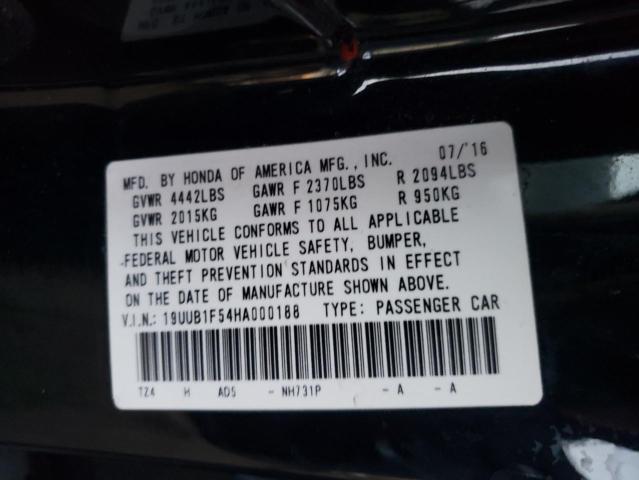 MFD. BY HONDA OF AMERICA MFG., INC. 07/'16
GVWR 4442LBS GAWR F 2370LBS R 2094LBS
GVWR 2015KG GAWR F 1075KG R 950KG
THIS VEHICLE CONFORMS TO ALL APPLICABLE
FEDERAL MOTOR VEHICLE SAFETY, BUMPER,
AND THEFT PREVENTION STANDARDS IN EFFECT
ON THE DATE OF MANUFACTURE SHOWN ABOVE.
V.I.N.: 19UUB1F54HA000188 TYPE: PASSENGER CAR
TZ4 H AD5 - NH731P - A - A